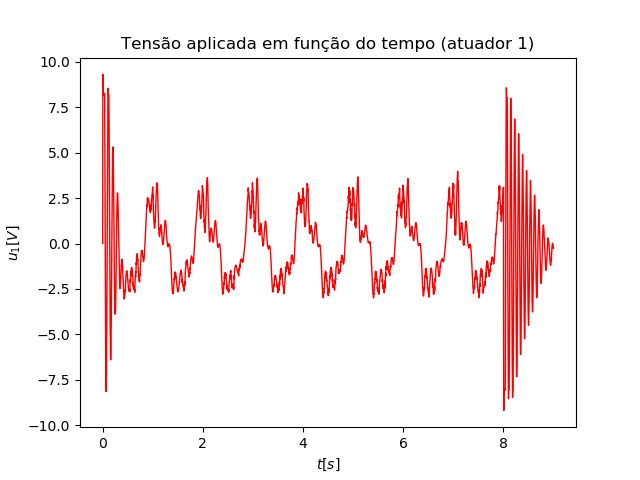 Tensão aplicada em função do tempo (atuador 1)
10.0
7.5
5.0
2.5
0.0
−2.5
−5.0
−7.5
−10.0
u₁[V]
0 2 4 6 8
t[s]